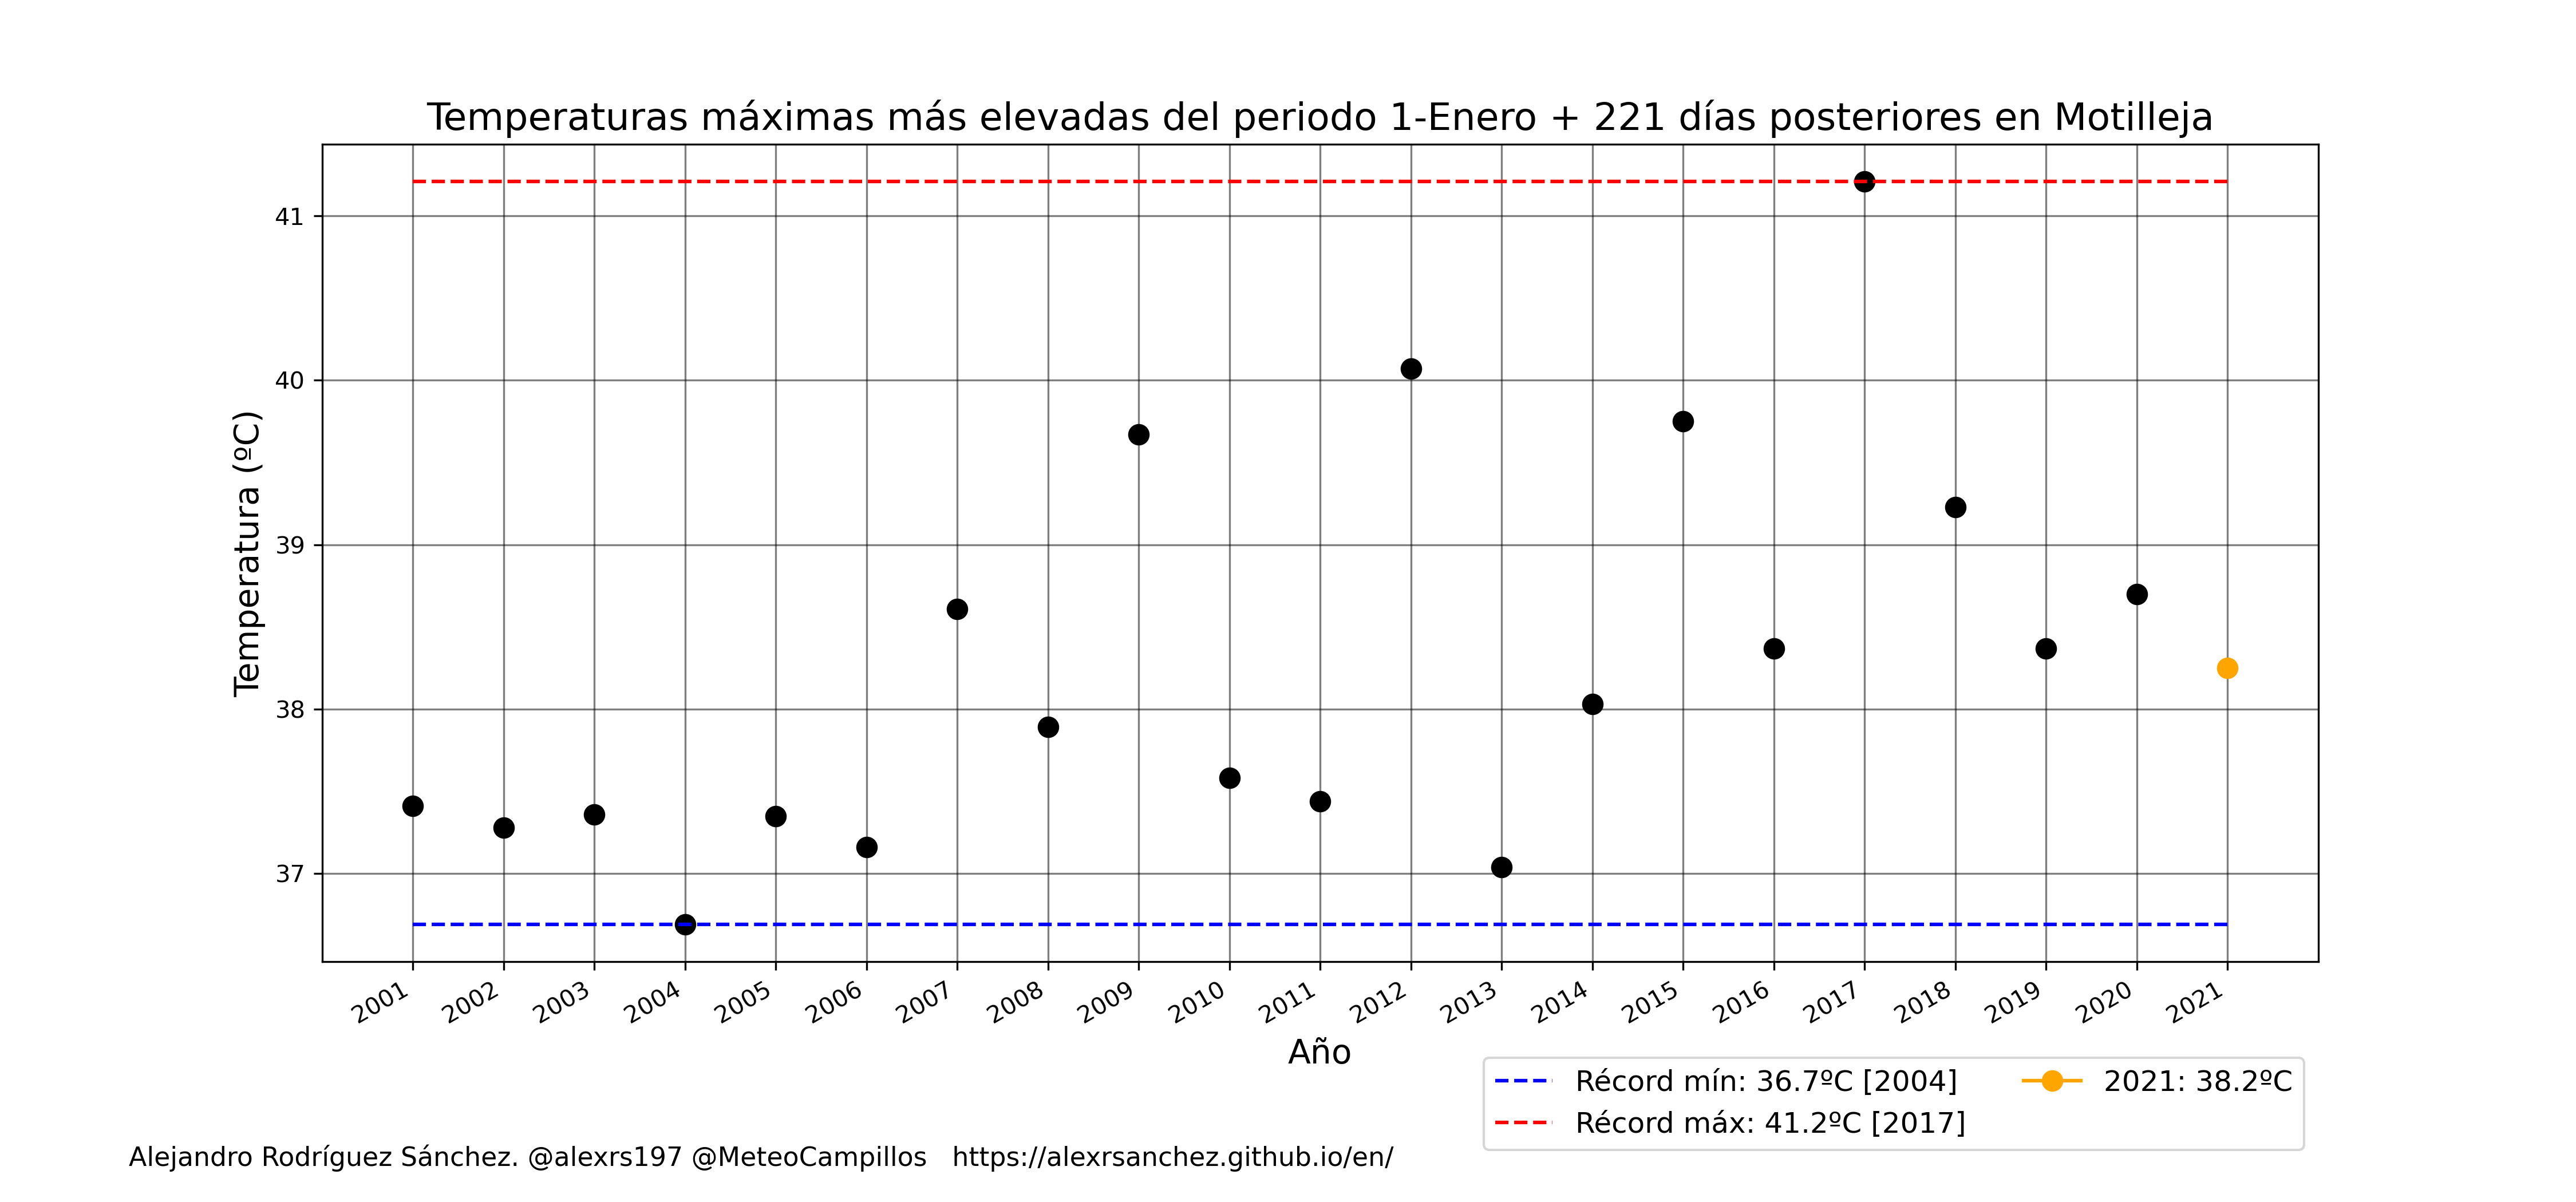 Temperaturas máximas más elevadas del periodo 1-Enero + 221 días posteriores en Motilleja
Temperatura (ºC)
41
40
39
38
37
2001 2002 2003 2004 2005 2006 2007 2008 2009 2010 2011 2012 2013 2014 2015 2016 2017 2018 2019 2020 2021
Año
Récord mín: 36.7ºC [2004]
Récord máx: 41.2ºC [2017]
2021: 38.2ºC
Alejandro Rodríguez Sánchez. @alexrs197 @MeteoCampillos https://alexrsanchez.github.io/en/